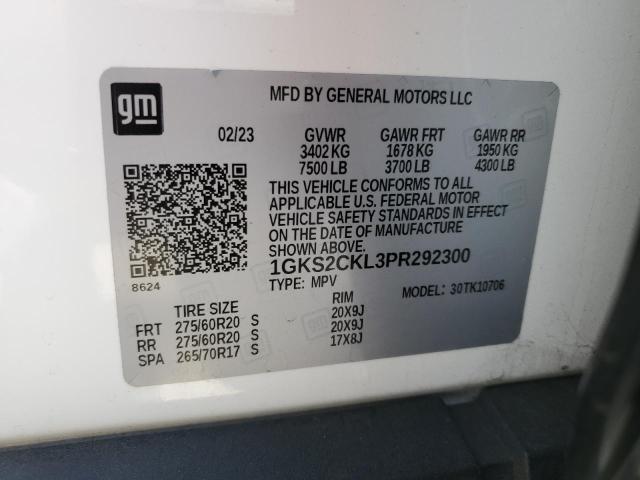 gm
MFD BY GENERAL MOTORS LLC
02/23 GVWR GAWR FRT GAWR RR
3402 KG 1678 KG 1950 KG
7500 LB 3700 LB 4300 LB
THIS VEHICLE CONFORMS TO ALL
APPLICABLE U.S. FEDERAL MOTOR
VEHICLE SAFETY STANDARDS IN EFFECT
ON THE DATE OF MANUFACTURE
SHOWN ABOVE.
1GKS2CKL3PR292300
8624 TYPE: MPV MODEL: 30TK10706
TIRE SIZE RIM
FRT 275/60R20 S 20X9J
RR 275/60R20 S 20X9J
SPA 265/70R17 S 17X8J